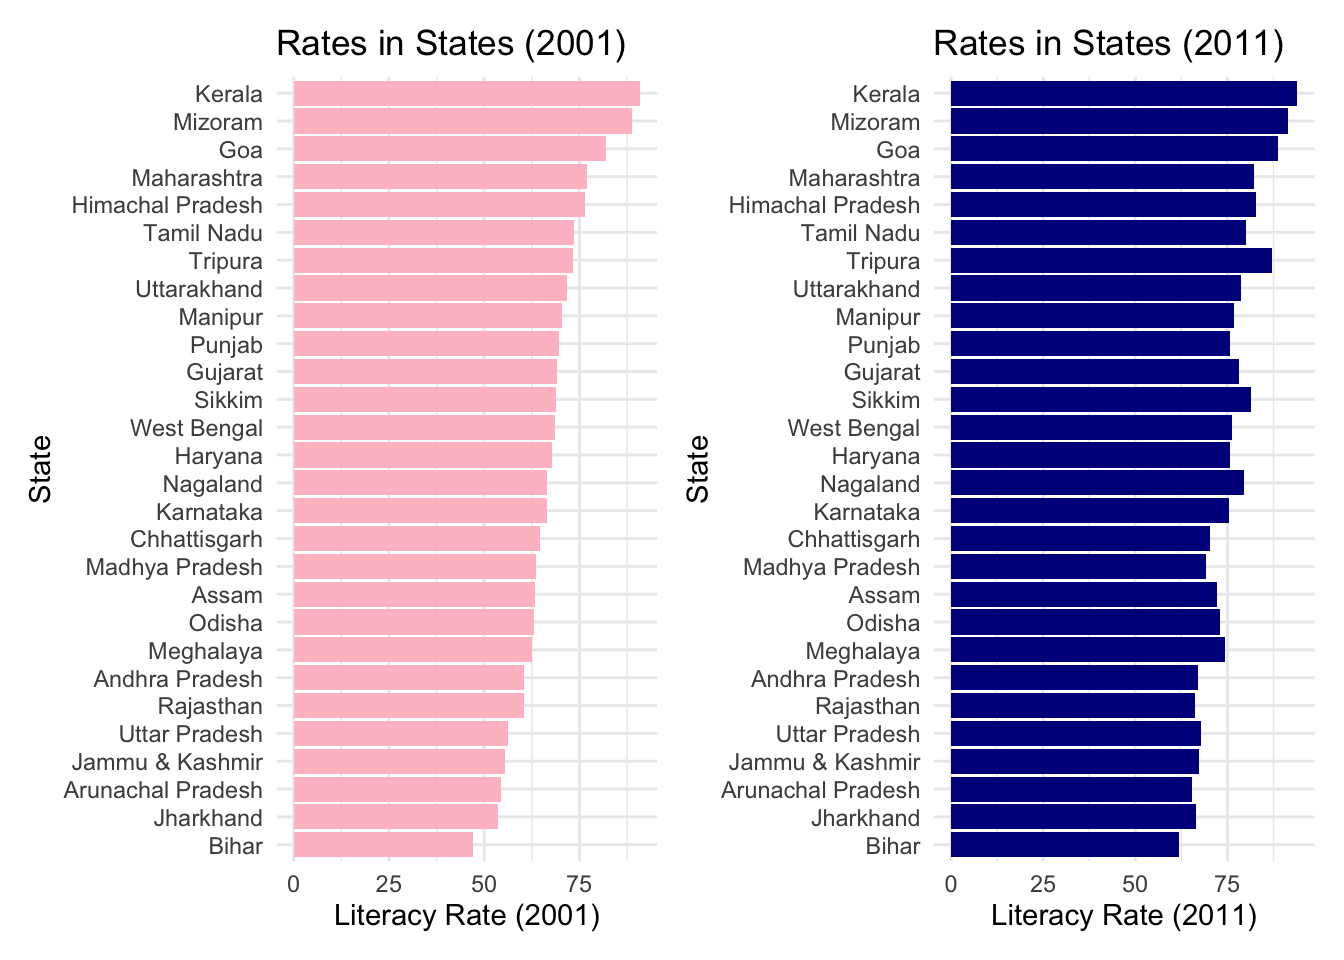 Rates in States (2001)
Kerala
Mizoram
Goa
Maharashtra
Himachal Pradesh
Tamil Nadu
Tripura
Uttarakhand
Manipur
Punjab
Gujarat
Sikkim
West Bengal
Haryana
Nagaland
Karnataka
Chhattisgarh
Madhya Pradesh
Assam
Odisha
Meghalaya
Andhra Pradesh
Rajasthan
Uttar Pradesh
Jammu & Kashmir
Arunachal Pradesh
Jharkhand
Bihar
State
0 25 50 75
Literacy Rate (2001)
Rates in States (2011)
Kerala
Mizoram
Goa
Maharashtra
Himachal Pradesh
Tamil Nadu
Tripura
Uttarakhand
Manipur
Punjab
Gujarat
Sikkim
West Bengal
Haryana
Nagaland
Karnataka
Chhattisgarh
Madhya Pradesh
Assam
Odisha
Meghalaya
Andhra Pradesh
Rajasthan
Uttar Pradesh
Jammu & Kashmir
Arunachal Pradesh
Jharkhand
Bihar
State
0 25 50 75
Literacy Rate (2011)